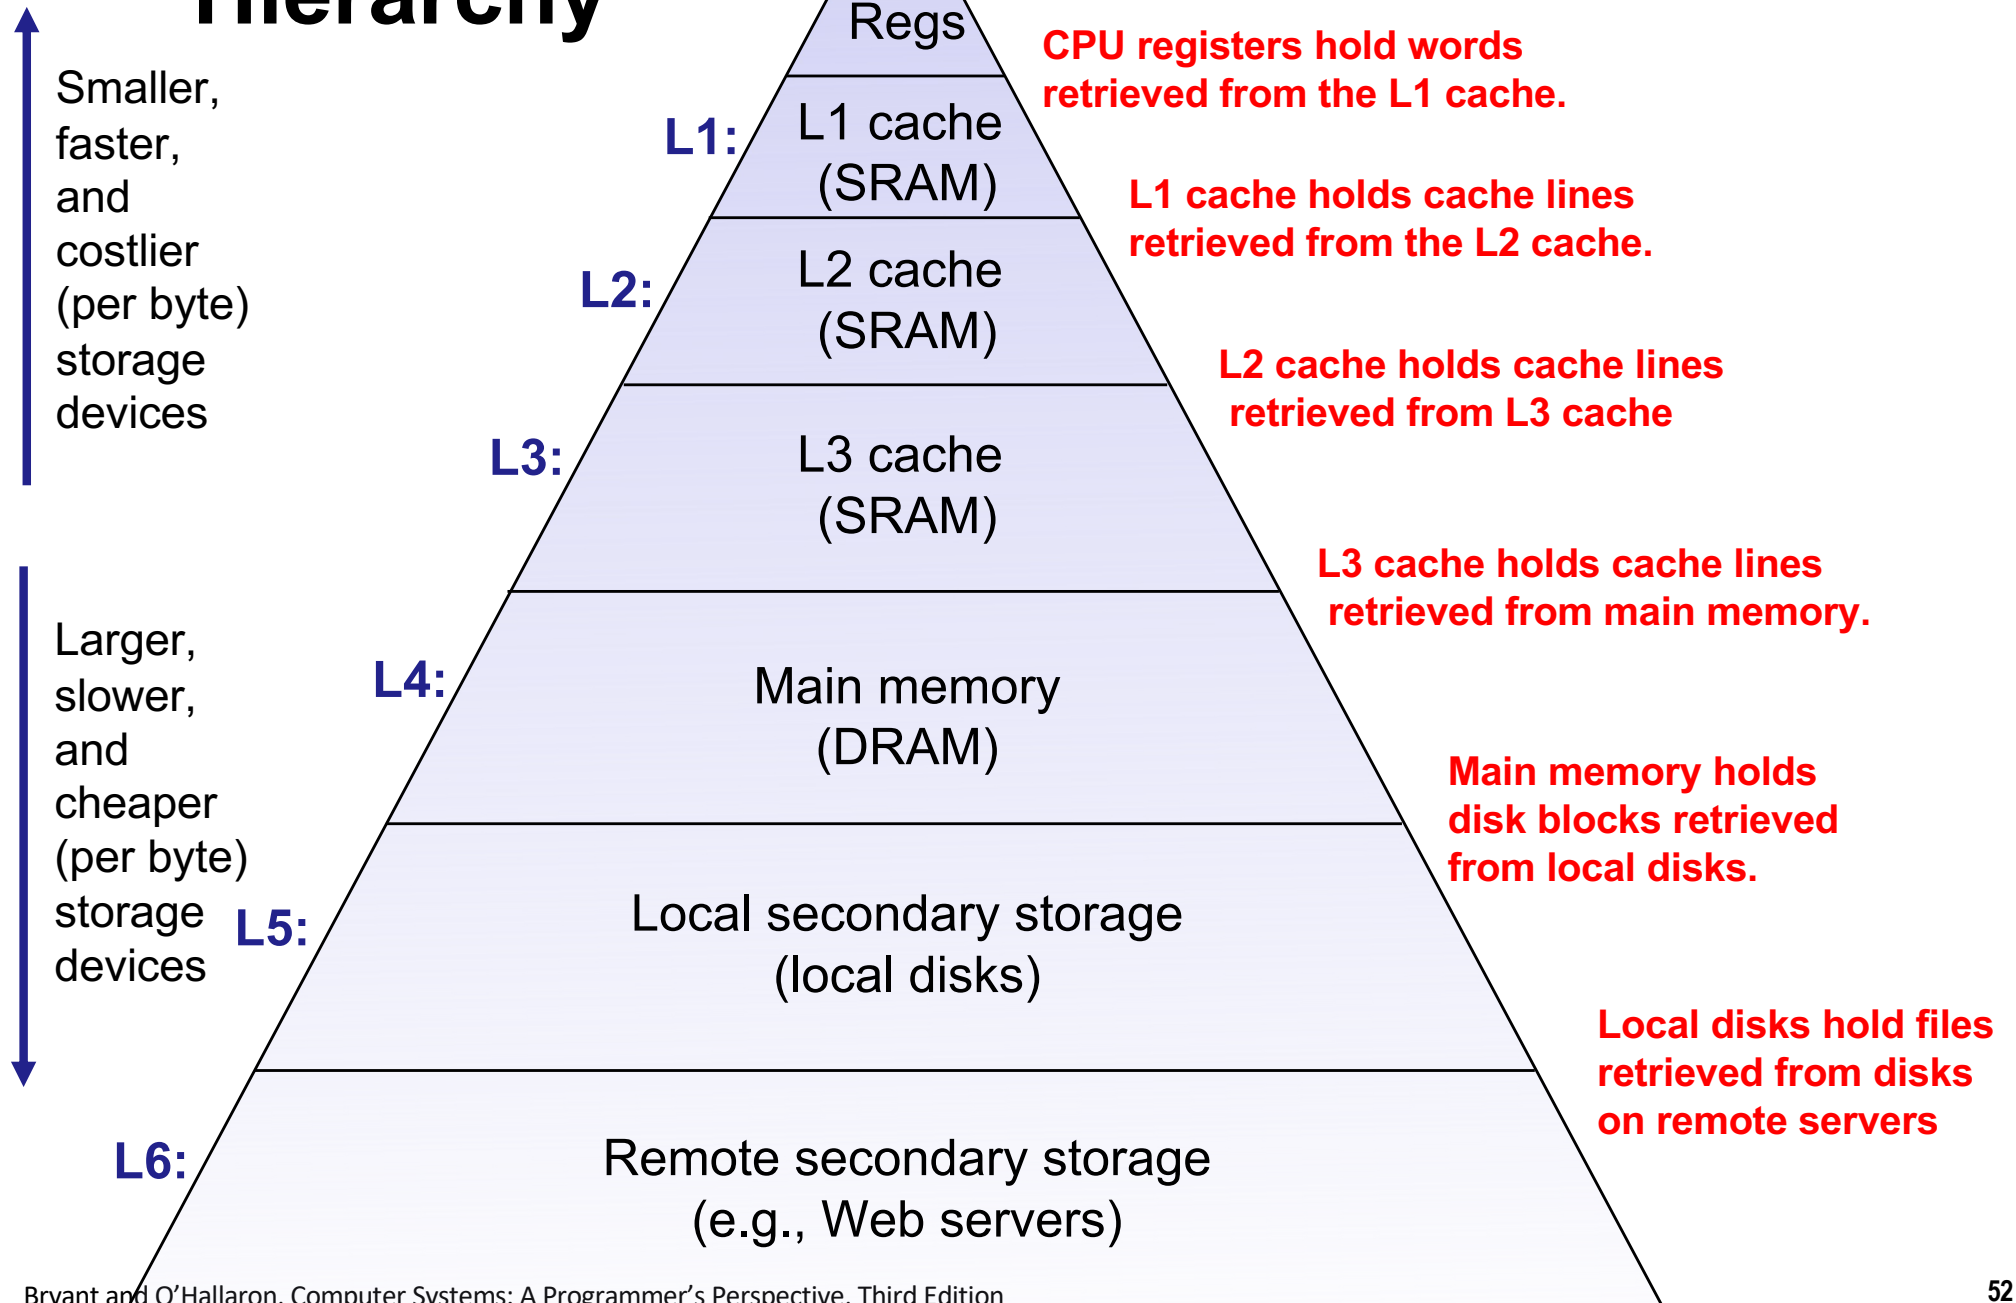 Hierarchy
Regs
CPU registers hold words
retrieved from the L1 cache.
Smaller,
faster,
and
costlier
(per byte)
storage
devices
L1:
L1 cache
(SRAM)
L1 cache holds cache lines
retrieved from the L2 cache.
L2:
L2 cache
(SRAM)
L2 cache holds cache lines
retrieved from L3 cache
L3:
L3 cache
(SRAM)
L3 cache holds cache lines
retrieved from main memory.
Larger,
slower,
and
cheaper
(per byte)
storage
devices
L4:
Main memory
(DRAM)
Main memory holds
disk blocks retrieved
from local disks.
L5:
Local secondary storage
(local disks)
Local disks hold files
retrieved from disks
on remote servers
L6:
Remote secondary storage
(e.g., Web servers)
Bryant and O'Hallaron, Computer Systems: A Programmer's Perspective, Third Edition
52